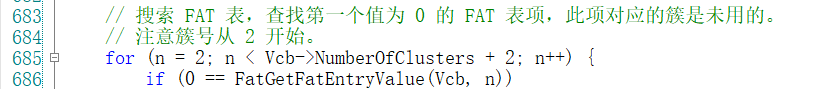 683 // 搜索 FAT 表，查找第一个值为 0 的 FAT 表项，此项对应的簇是未用的。
684 // 注意簇号从 2 开始。
685 for (n = 2; n < Vcb->NumberOfClusters + 2; n++) {
686 if (0 == FatGetFatEntryValue(Vcb, n))